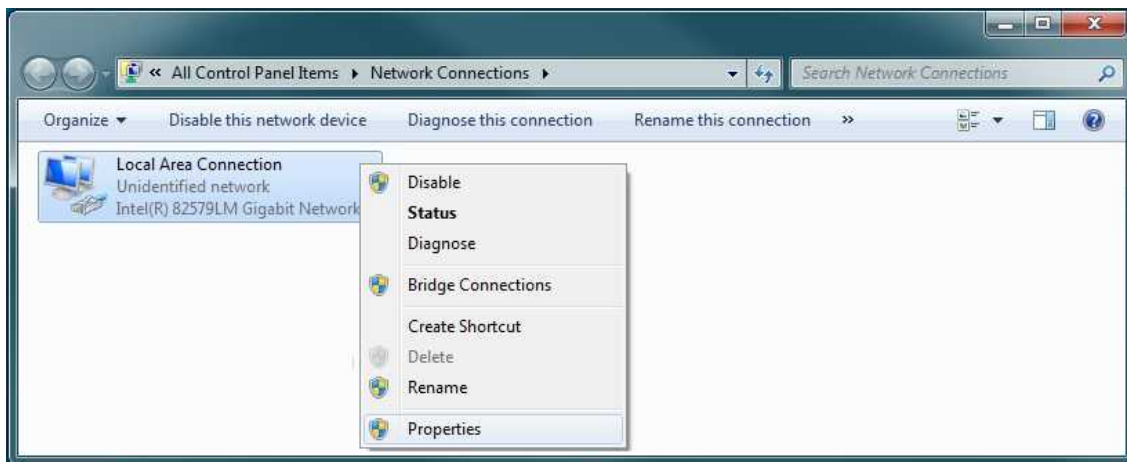 « All Control Panel Items ▸ Network Connections ▸ Search Network Connections
Organize ▾ Disable this network device Diagnose this connection Rename this connection »
Local Area Connection
Unidentified network
Intel(R) 82579LM Gigabit Network
Disable
Status
Diagnose
Bridge Connections
Create Shortcut
Delete
Rename
Properties